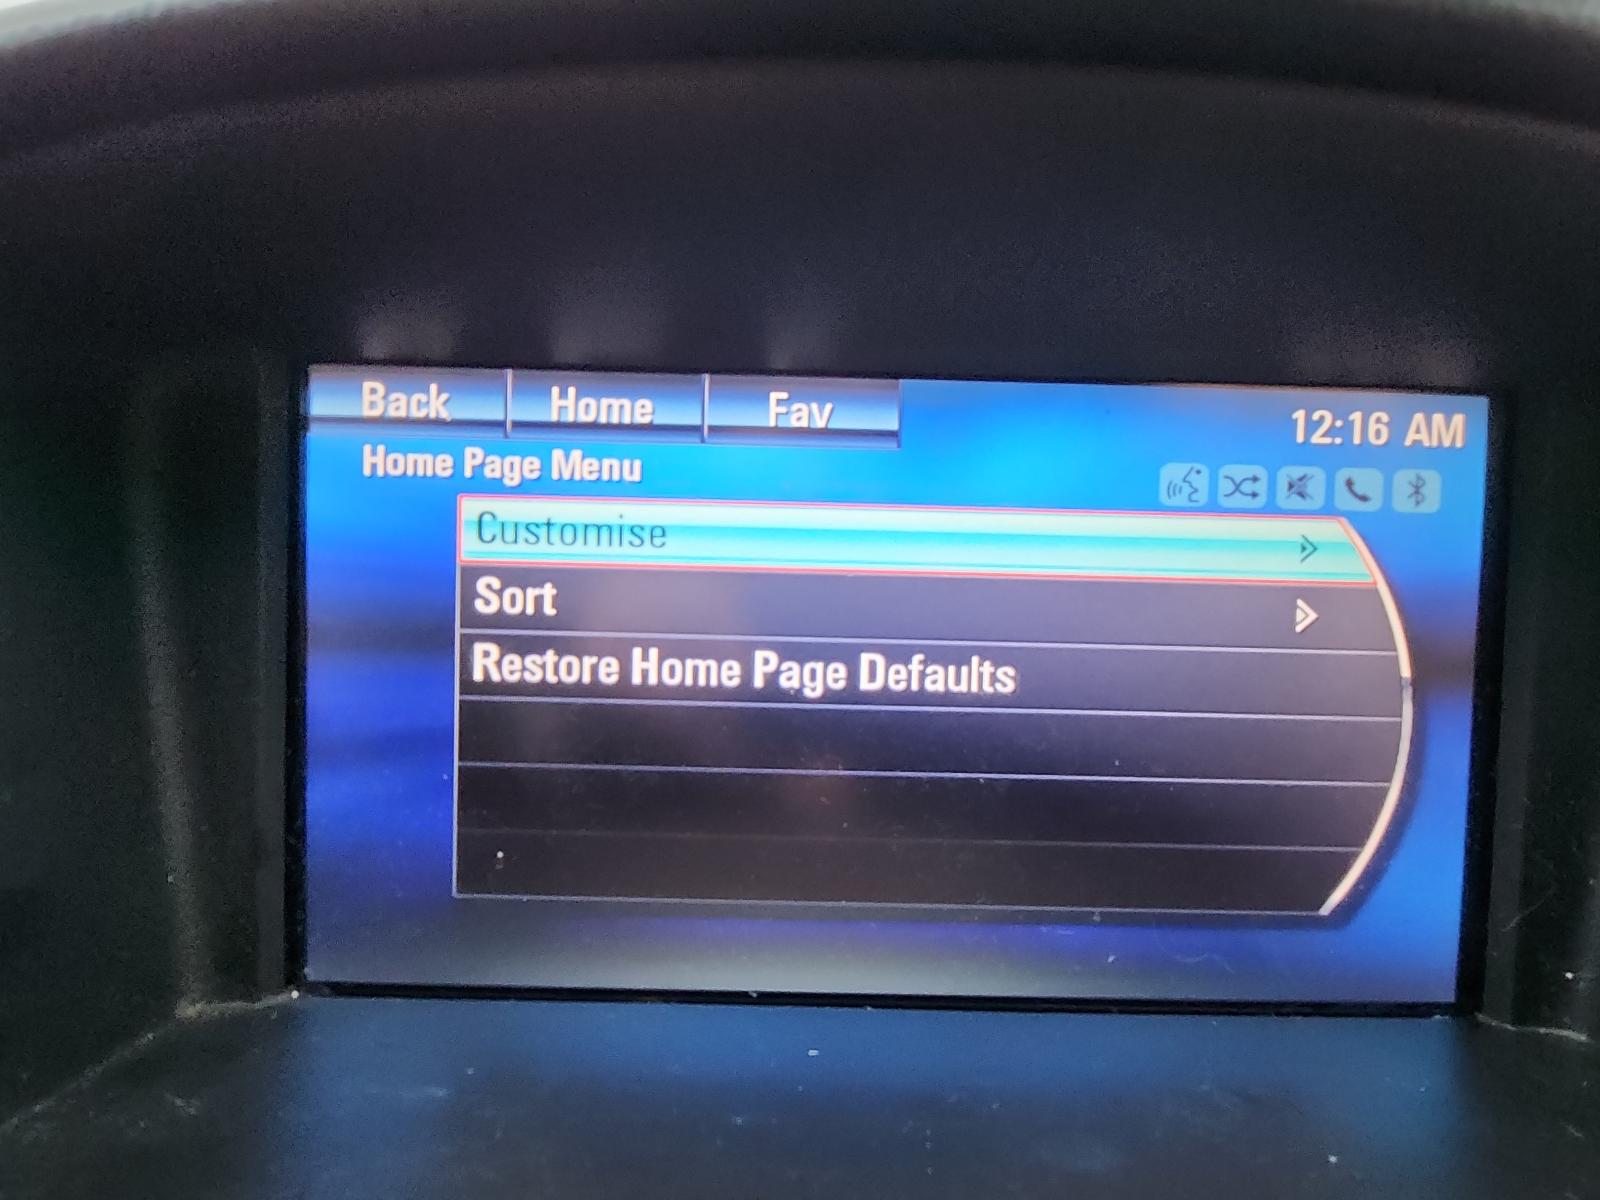 Back Home Fav
12:16 AM
Home Page Menu
Customise
Sort
Restore Home Page Defaults